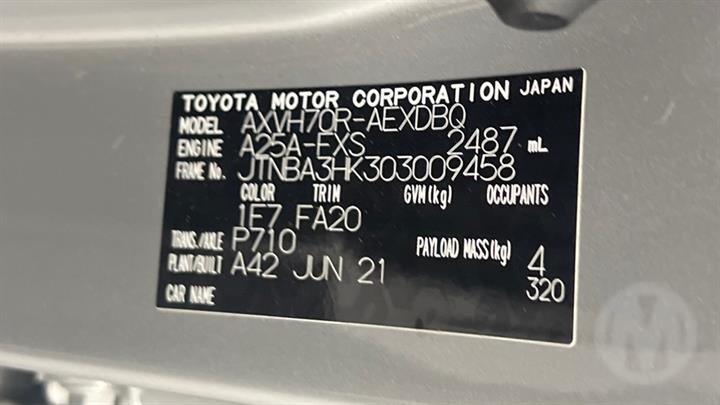 TOYOTA MOTOR CORPORATION JAPAN
MODEL AXVH70R-AEXDBQ
ENGINE A25A-FXS 2487 mL
FRAME No. JTNBA3HK303009458
COLOR TRIM GVM(kg) OCCUPANTS
1E7 FA20
TRANS./AXLE P710 PAYLOAD MASS(kg) 4
PLANT/BUILT A42 JUN 21 320
CAR NAME
M